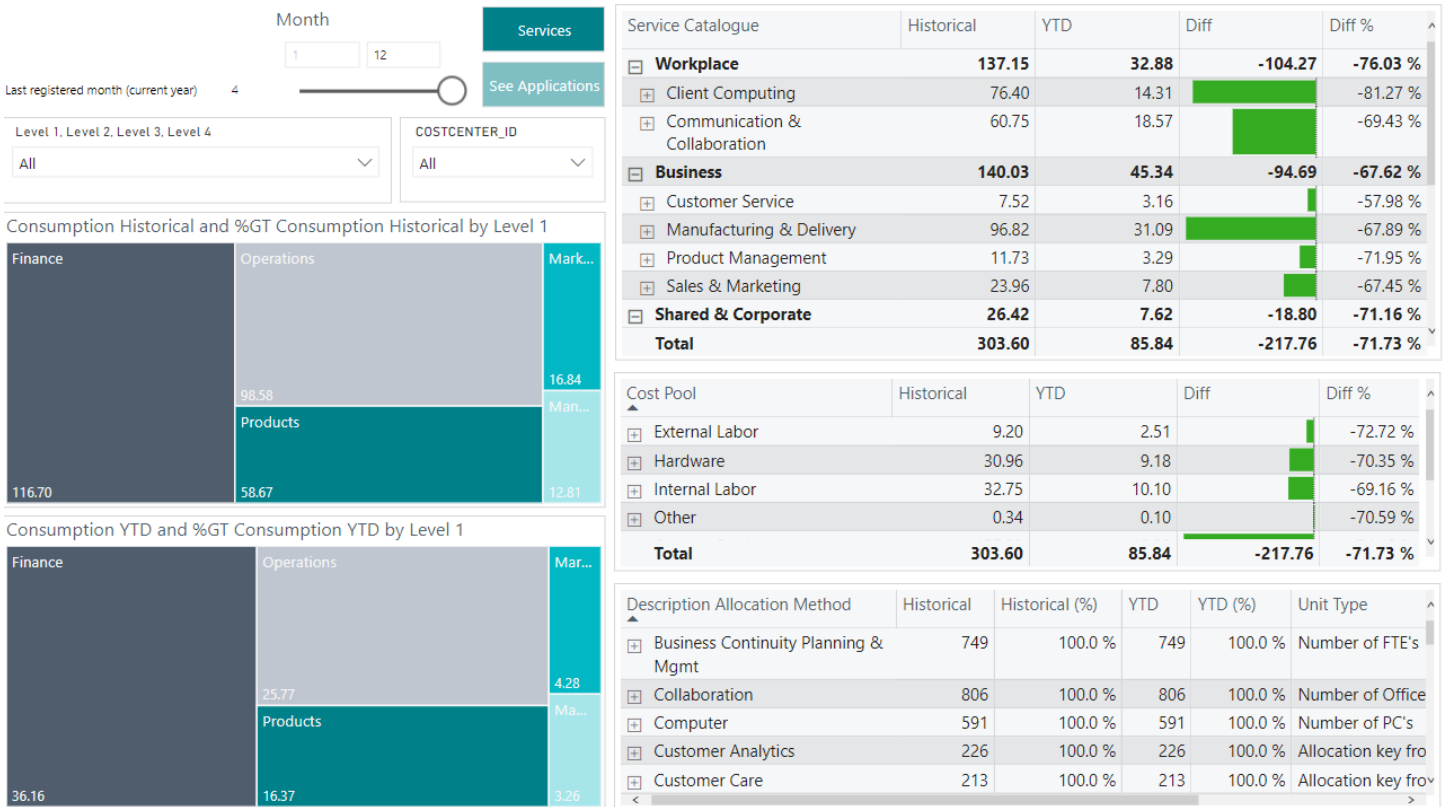 Month
1
12
Last registered month (current year)
4
Services
See Applications
Level 1, Level 2, Level 3, Level 4
All
COSTCENTER_ID
All
Consumption Historical and %GT Consumption Historical by Level 1
Finance
116.70
Operations
98.58
Products
58.67
Mark...
16.84
Man...
12.81
Consumption YTD and %GT Consumption YTD by Level 1
Finance
36.16
Operations
25.77
Products
16.37
Mar...
4.28
Ma...
3.26
Service Catalogue Historical YTD Diff Diff %
Workplace 137.15 32.88 -104.27 -76.03 %
Client Computing 76.40 14.31 -81.27 %
Communication & 60.75 18.57 -69.43 %
Collaboration
Business 140.03 45.34 -94.69 -67.62 %
Customer Service 7.52 3.16 -57.98 %
Manufacturing & Delivery 96.82 31.09 -67.89 %
Product Management 11.73 3.29 -71.95 %
Sales & Marketing 23.96 7.80 -67.45 %
Shared & Corporate 26.42 7.62 -18.80 -71.16 %
Total 303.60 85.84 -217.76 -71.73 %
Cost Pool Historical YTD Diff Diff %
External Labor 9.20 2.51 -72.72 %
Hardware 30.96 9.18 -70.35 %
Internal Labor 32.75 10.10 -69.16 %
Other 0.34 0.10 -70.59 %
Total 303.60 85.84 -217.76 -71.73 %
Description Allocation Method Historical Historical (%) YTD YTD (%) Unit Type
Business Continuity Planning & 749 100.0 % 749 100.0 % Number of FTE's
Mgmt
Collaboration 806 100.0 % 806 100.0 % Number of Office
Computer 591 100.0 % 591 100.0 % Number of PC's
Customer Analytics 226 100.0 % 226 100.0 % Allocation key fro
Customer Care 213 100.0 % 213 100.0 % Allocation key fro